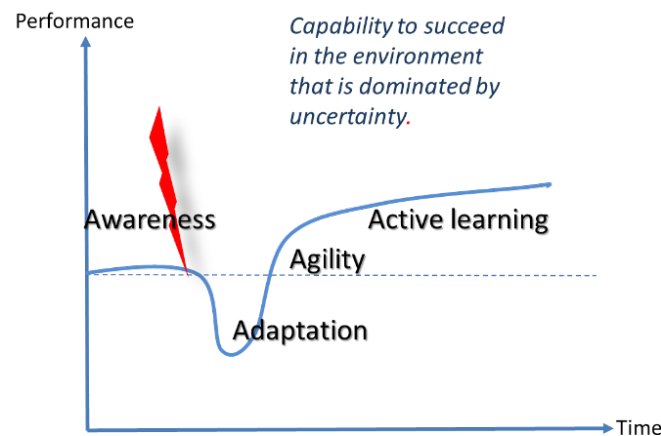 Performance
Capability to succeed
in the environment
that is dominated by
uncertainty.
Awareness
Active learning
Agility
Adaptation
Time